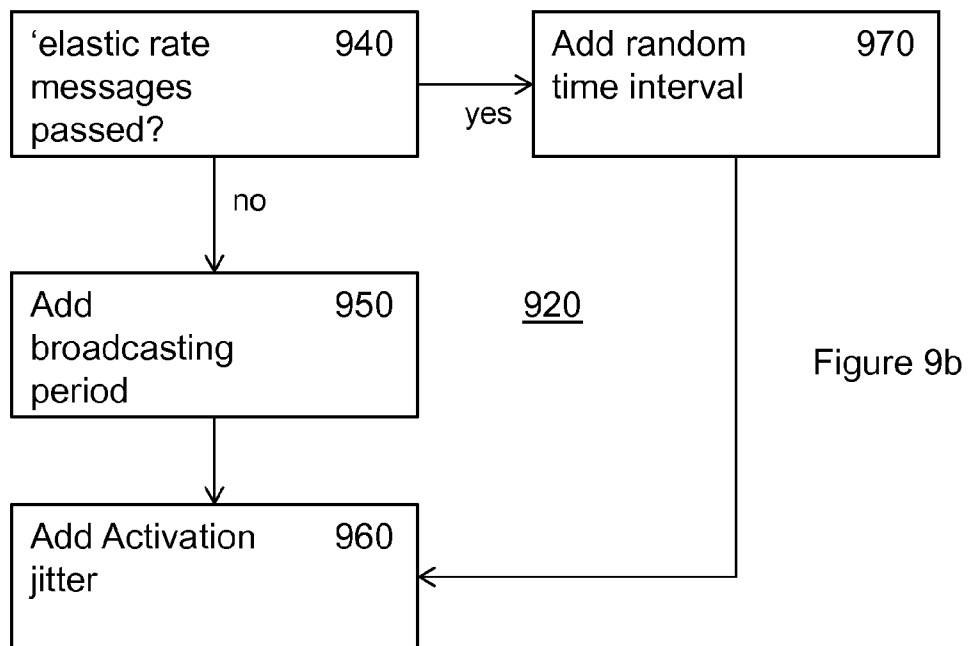 ‘elastic rate 940
messages
passed?
Add random 970
time interval
yes
no
Add 950
broadcasting
period
920
Figure 9b
Add Activation 960
jitter